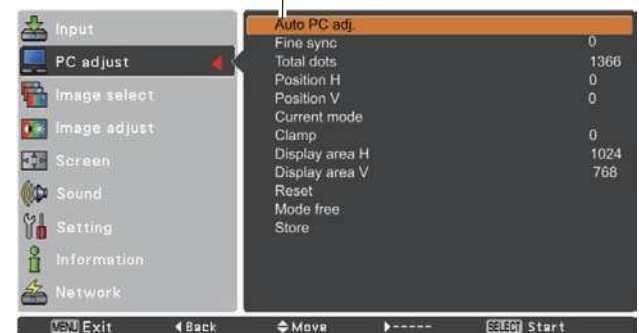 Input
PC adjust
Image select
Image adjust
Screen
Sound
Setting
Information
Network
Auto PC adj.
Fine sync 0
Total dots 1366
Position H 0
Position V 0
Current mode
Clamp 0
Display area H 1024
Display area V 768
Reset
Mode free
Store
MENU Exit ◀Back Move ▶----- SELECT Start